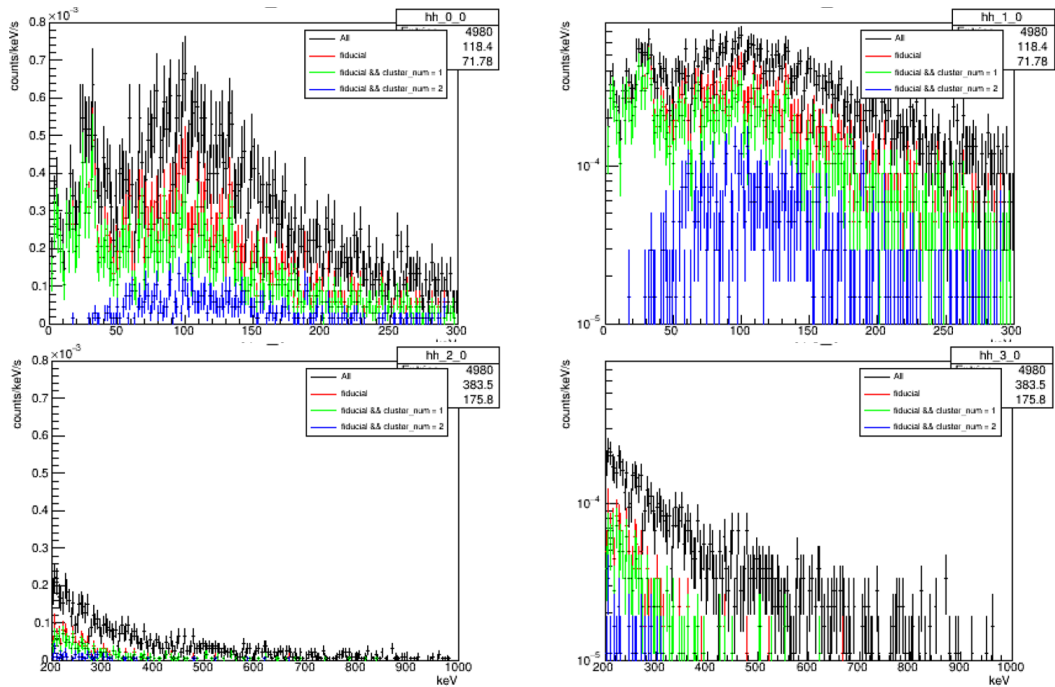 ×10⁻³
hh_0_0
4980
118.4
71.78
All
fiducial
fiducial && cluster_num = 1
fiducial && cluster_num = 2
counts/keV/s
0.8
0.7
0.6
0.5
0.4
0.3
0.2
0.1
0
0 50 100 150 200 250 300
keV
hh_1_0
4980
118.4
71.78
All
fiducial
fiducial && cluster_num = 1
fiducial && cluster_num = 2
counts/keV/s
10⁻⁴
10⁻⁵
0 50 100 150 200 250 300
keV
×10⁻³
hh_2_0
4980
383.5
175.8
All
fiducial
fiducial && cluster_num = 1
fiducial && cluster_num = 2
counts/keV/s
0.8
0.7
0.6
0.5
0.4
0.3
0.2
0.1
0
200 300 400 500 600 700 800 900 1000
keV
hh_3_0
4980
383.5
175.8
All
fiducial
fiducial && cluster_num = 1
fiducial && cluster_num = 2
counts/keV/s
10⁻⁴
10⁻⁵
200 300 400 500 600 700 800 900 1000
keV